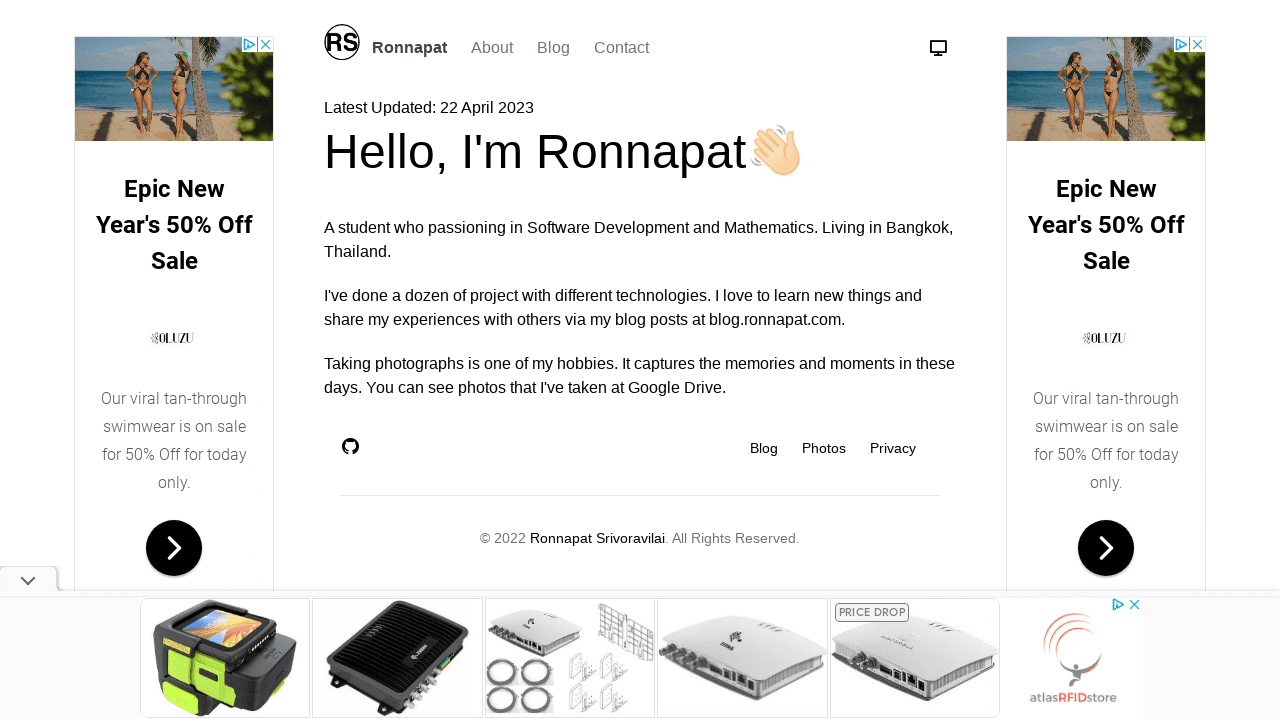 RS Ronnapat About Blog Contact
Latest Updated: 22 April 2023
Hello, I'm Ronnapat👋🏻
A student who passioning in Software Development and Mathematics. Living in Bangkok,
Thailand.
I've done a dozen of project with different technologies. I love to learn new things and
share my experiences with others via my blog posts at blog.ronnapat.com.
Taking photographs is one of my hobbies. It captures the memories and moments in these
days. You can see photos that I've taken at Google Drive.
Blog Photos Privacy
© 2022 Ronnapat Srivoravilai. All Rights Reserved.
Epic New
Year's 50% Off
Sale
OLUZU
Our viral tan-through
swimwear is on sale
for 50% Off for today
only.
Epic New
Year's 50% Off
Sale
OLUZU
Our viral tan-through
swimwear is on sale
for 50% Off for today
only.
PRICE DROP
atlasRFIDstore